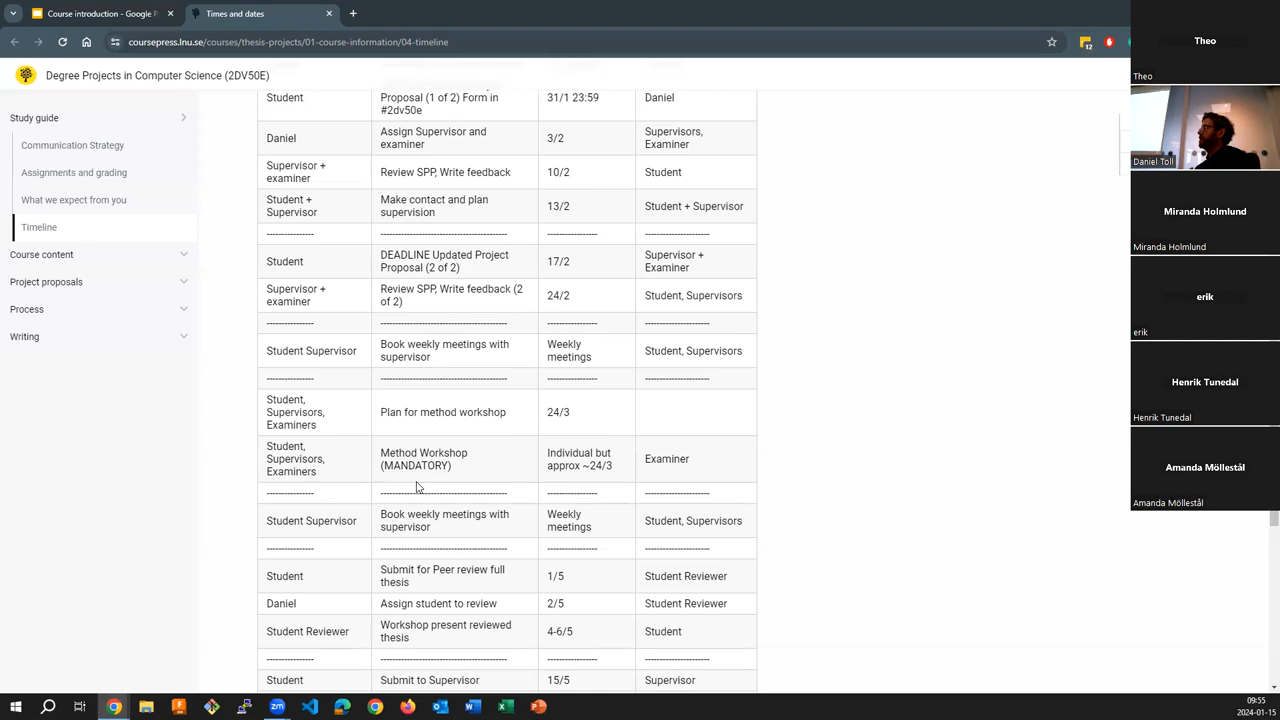 Course introduction - Google P
Times and dates
coursepress.lnu.se/courses/thesis-projects/01-course-information/04-timeline
12
Degree Projects in Computer Science (2DV50E)
Study guide
Communication Strategy
Assignments and grading
What we expect from you
Timeline
Course content
Project proposals
Process
Writing
Student
Proposal (1 of 2) Form in
#2dv50e
31/1 23:59
Daniel
Daniel
Assign Supervisor and
examiner
3/2
Supervisors,
Examiner
Supervisor +
examiner
Review SPP, Write feedback
10/2
Student
Student +
Supervisor
Make contact and plan
supervision
13/2
Student + Supervisor
----------------
-------------------------------------------
-----------------
----------------------
Student
DEADLINE Updated Project
Proposal (2 of 2)
17/2
Supervisor +
Examiner
Supervisor +
examiner
Review SPP, Write feedback (2
of 2)
24/2
Student, Supervisors
----------------
-------------------------------------------
-----------------
----------------------
Student Supervisor
Book weekly meetings with
supervisor
Weekly
meetings
Student, Supervisors
----------------
-------------------------------------------
-----------------
----------------------
Student,
Supervisors,
Examiners
Plan for method workshop
24/3
Student,
Supervisors,
Examiners
Method Workshop
(MANDATORY)
Individual but
approx ~24/3
Examiner
----------------
-------------------------------------------
-----------------
----------------------
Student Supervisor
Book weekly meetings with
supervisor
Weekly
meetings
Student, Supervisors
----------------
-------------------------------------------
-----------------
----------------------
Student
Submit for Peer review full
thesis
1/5
Student Reviewer
Daniel
Assign student to review
2/5
Student Reviewer
Student Reviewer
Workshop present reviewed
thesis
4-6/5
Student
----------------
-------------------------------------------
-----------------
----------------------
Student
Submit to Supervisor
15/5
Supervisor
Theo
Theo
Daniel Toll
Miranda Holmlund
Miranda Holmlund
erik
erik
Henrik Tunedal
Henrik Tunedal
Amanda Möllestål
Amanda Möllestål
09:55
2024-01-15